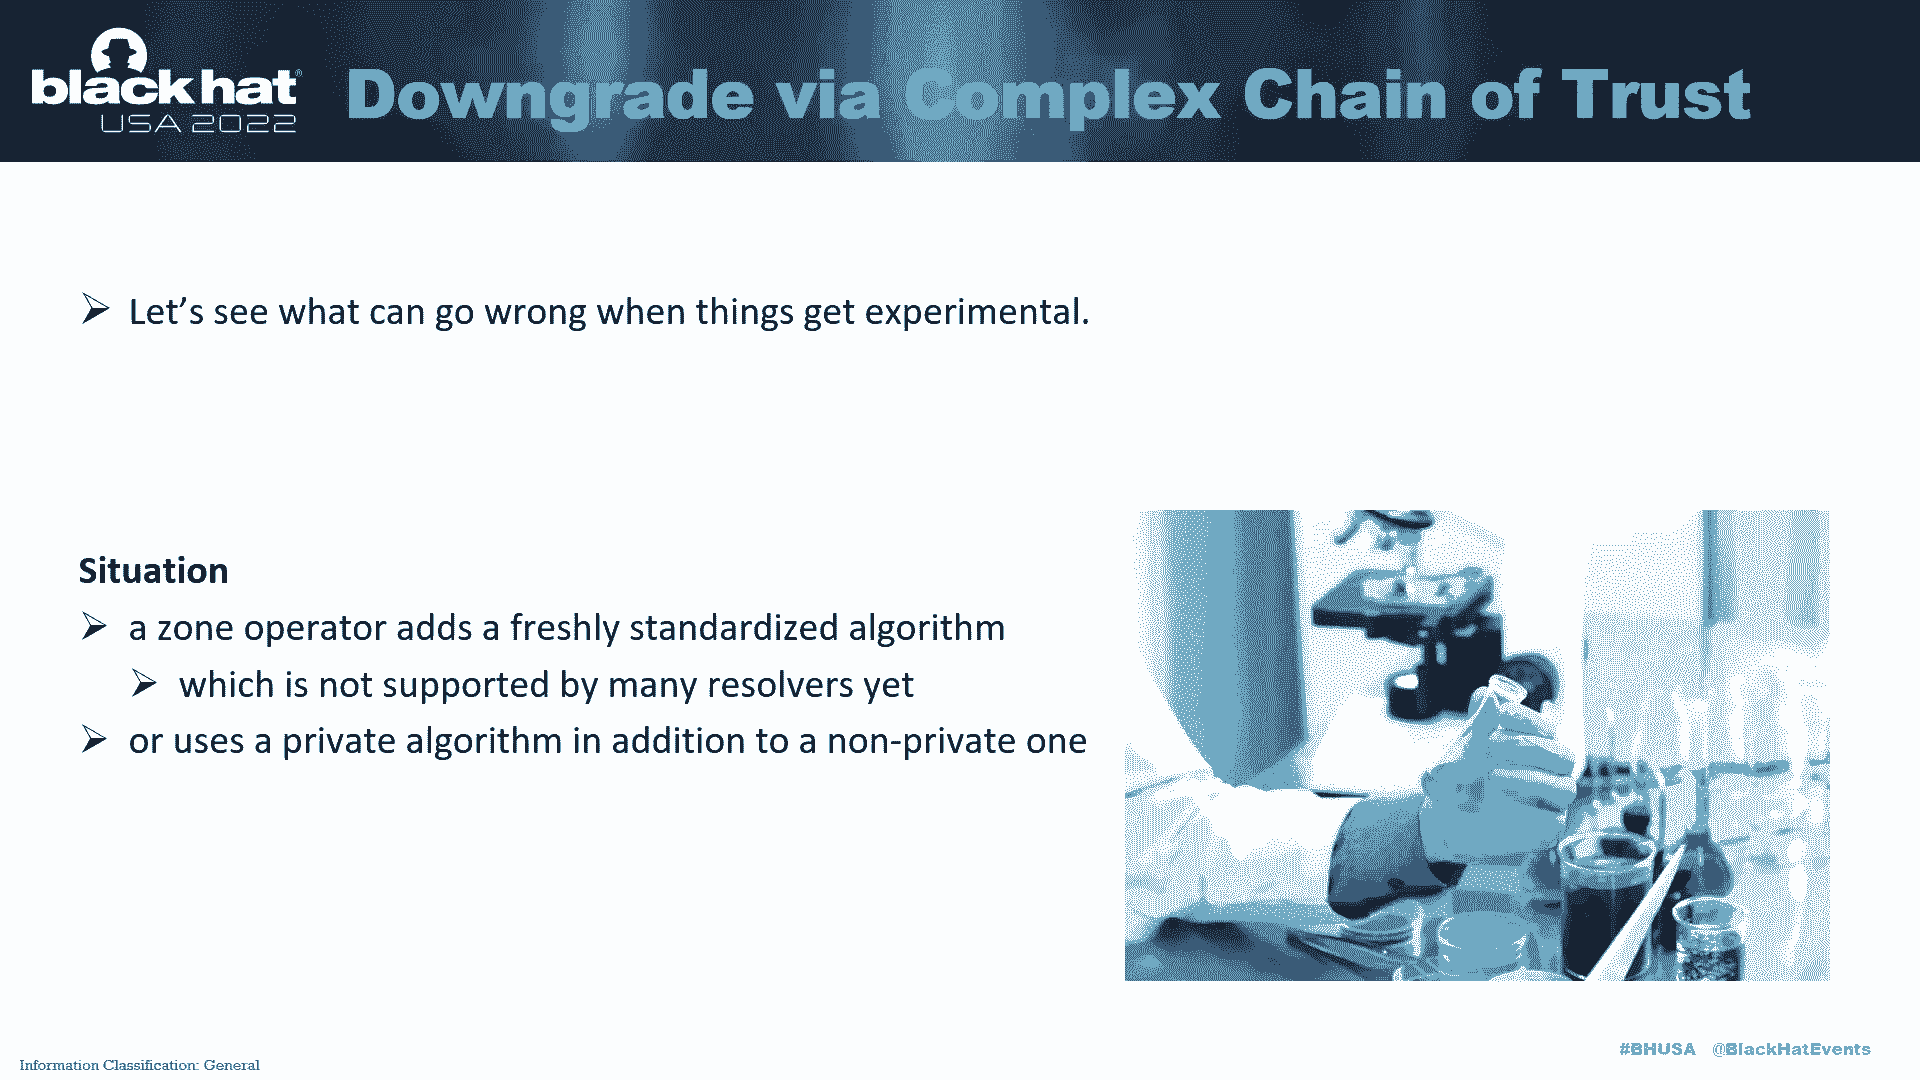 blackhat®
USA 2022
Downgrade via Complex Chain of Trust
➢ Let’s see what can go wrong when things get experimental.
Situation
➢ a zone operator adds a freshly standardized algorithm
➢ which is not supported by many resolvers yet
➢ or uses a private algorithm in addition to a non-private one
#BHUSA @BlackHatEvents
Information Classification: General